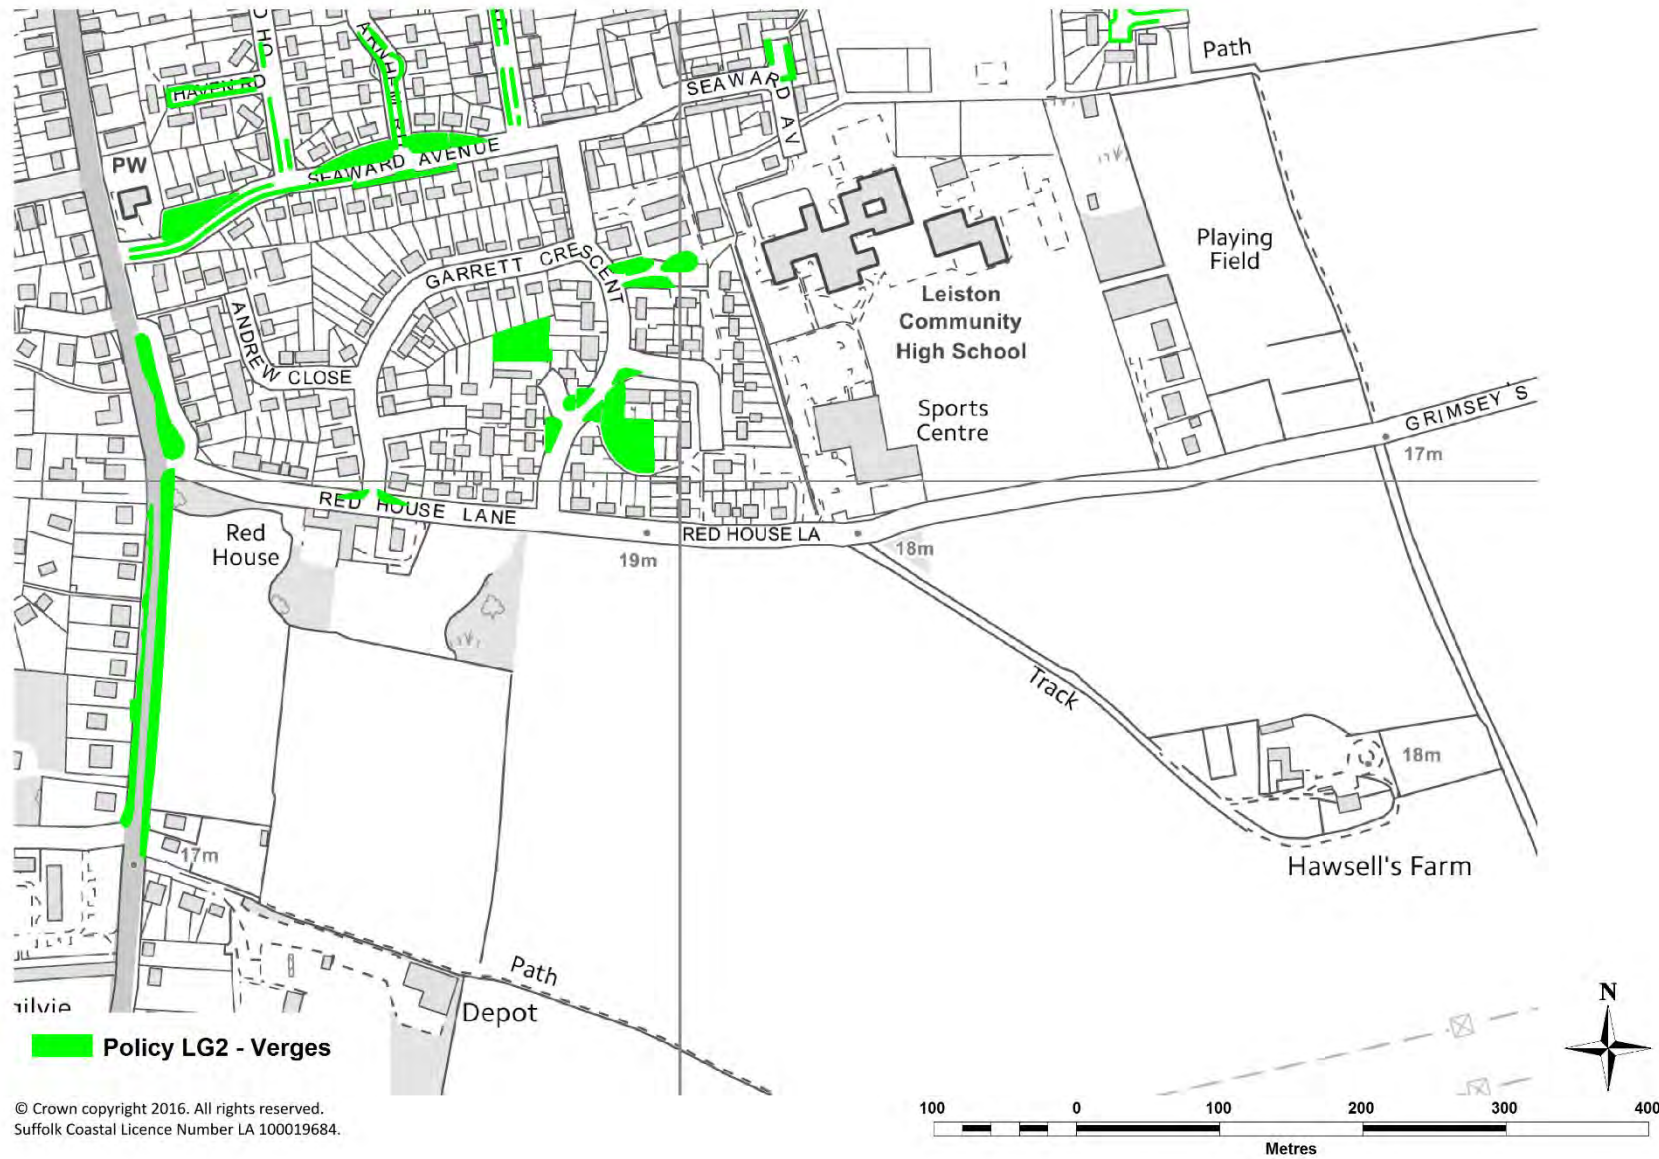 Path
HAVEN RD
SEAWARD AV
PW
SEAWARD AVENUE
Playing
Field
GARRETT CRESCENT
Leiston
Community
High School
ANDREW CLOSE
Sports
Centre
GRIMSEY'S
17m
RED HOUSE LANE
RED HOUSE LA
Red
House
19m
18m
Track
18m
17m
Hawsell's Farm
Path
Depot
Policy LG2 - Verges
N
© Crown copyright 2016. All rights reserved.
Suffolk Coastal Licence Number LA 100019684.
100 0 100 200 300 400
Metres